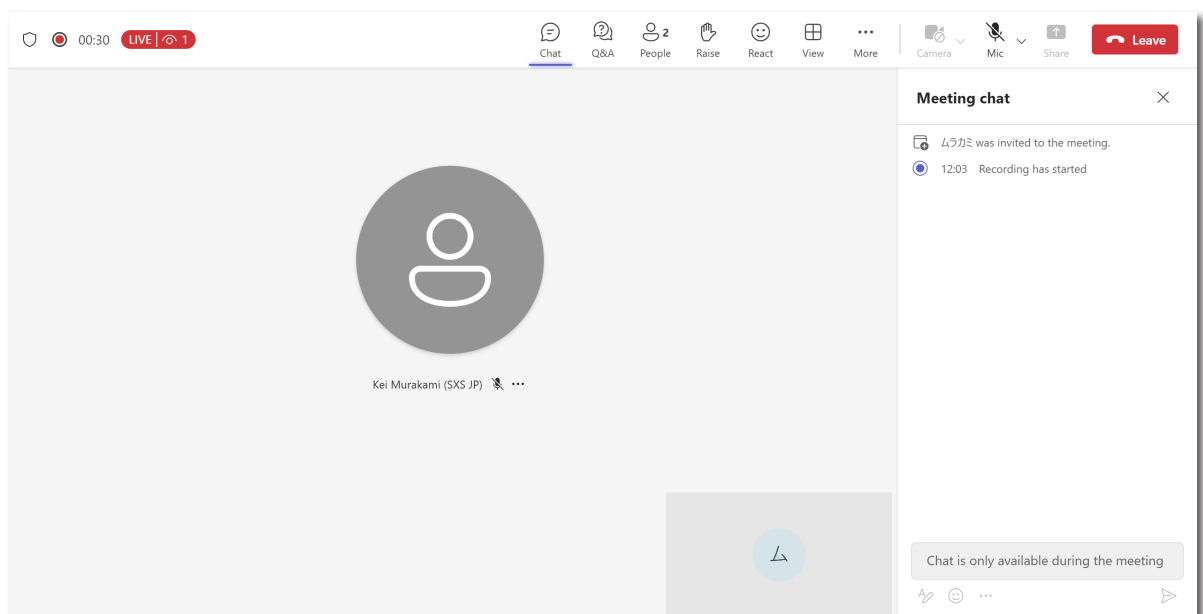 00:30 LIVE 1 2
Chat Q&A People Raise React View More Camera Mic Share Leave
Meeting chat
ムラカミ was invited to the meeting.
12:03 Recording has started
Kei Murakami (SXS JP)
ム
Chat is only available during the meeting